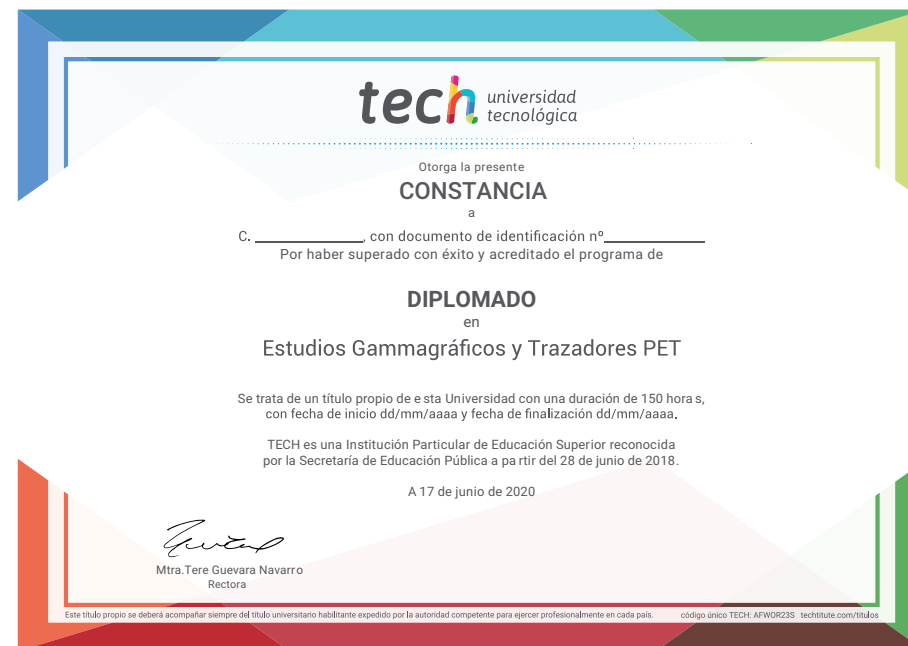 tech universidad
tecnológica
Otorga la presente
CONSTANCIA
a
C. ____________, con documento de identificación nº____________
Por haber superado con éxito y acreditado el programa de
DIPLOMADO
en
Estudios Gammagráficos y Trazadores PET
Se trata de un título propio de e sta Universidad con una duración de 150 hora s,
con fecha de inicio dd/mm/aaaa y fecha de finalización dd/mm/aaaa.
TECH es una Institución Particular de Educación Superior reconocida
por la Secretaría de Educación Pública a pa rtir del 28 de junio de 2018.
A 17 de junio de 2020
Mtra.Tere Guevara Navarro
Rectora
Este título propio se deberá acompañar siempre del título universitario habilitante expedido por la autoridad competente para ejercer profesionalmente en cada país. código único TECH: AFWOR23S techtitute.com/titulos